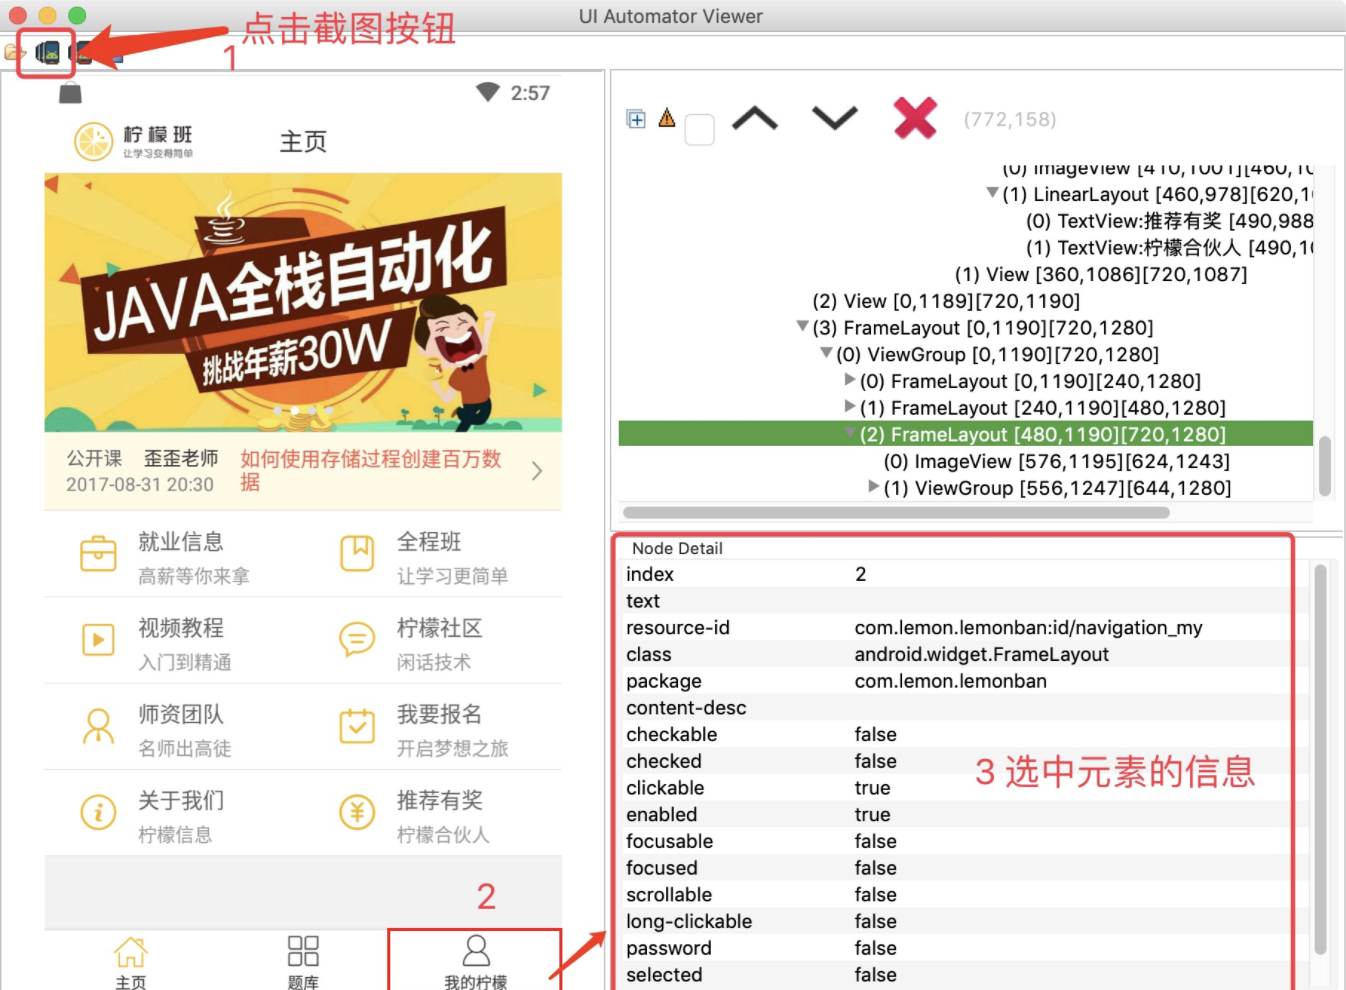 UI Automator Viewer
点击截图按钮
1
2:57
柠檬班
让学习变得简单
主页
JAVA全栈自动化
挑战年薪30W
公开课 歪歪老师 如何使用存储过程创建百万数据
2017-08-31 20:30
就业信息
高薪等你来拿
全程班
让学习更简单
视频教程
入门到精通
柠檬社区
闲话技术
师资团队
名师出高徒
我要报名
开启梦想之旅
关于我们
柠檬信息
推荐有奖
柠檬合伙人
2
主页
题库
我的柠檬
(772,158)
(0) ImageView [410,1001][460,10
(1) LinearLayout [460,978][620,1
(0) TextView:推荐有奖 [490,988
(1) TextView:柠檬合伙人 [490,10
(1) View [360,1086][720,1087]
(2) View [0,1189][720,1190]
(3) FrameLayout [0,1190][720,1280]
(0) ViewGroup [0,1190][720,1280]
(0) FrameLayout [0,1190][240,1280]
(1) FrameLayout [240,1190][480,1280]
(2) FrameLayout [480,1190][720,1280]
(0) ImageView [576,1195][624,1243]
(1) ViewGroup [556,1247][644,1280]
Node Detail
index 2
text
resource-id com.lemon.lemonban:id/navigation_my
class android.widget.FrameLayout
package com.lemon.lemonban
content-desc
checkable false
checked false
clickable true
enabled true
focusable false
focused false
scrollable false
long-clickable false
password false
selected false
3 选中元素的信息